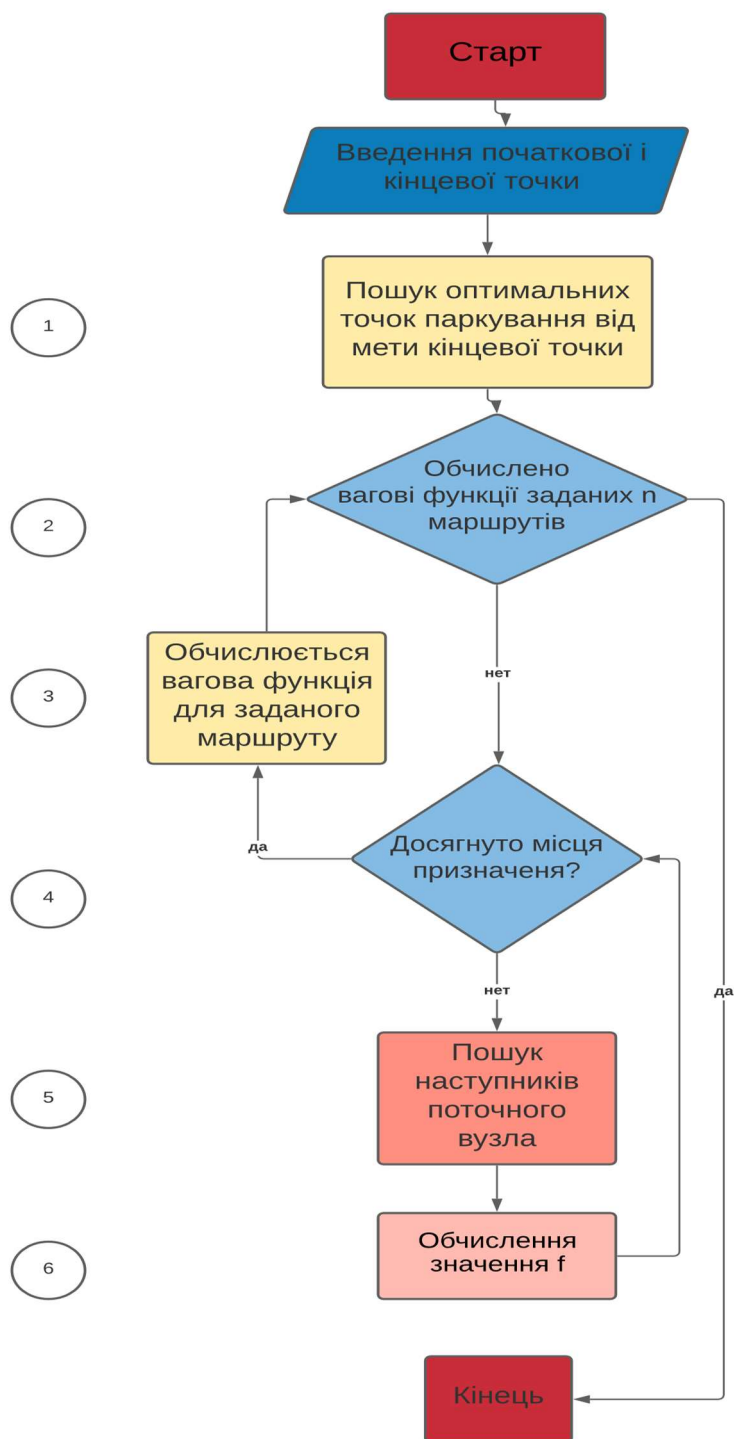 Старт
Введення початкової і
кінцевої точки
1
Пошук оптимальних
точок паркування від
мети кінцевої точки
2
Обчислено
вагові функції заданих n
маршрутів
нет
3
Обчислюється
вагова функція
для заданого
маршруту
да
4
Досягнуто місця
призначеня?
нет
да
5
Пошук
наступників
поточного
вузла
6
Обчислення
значення f
Кінець